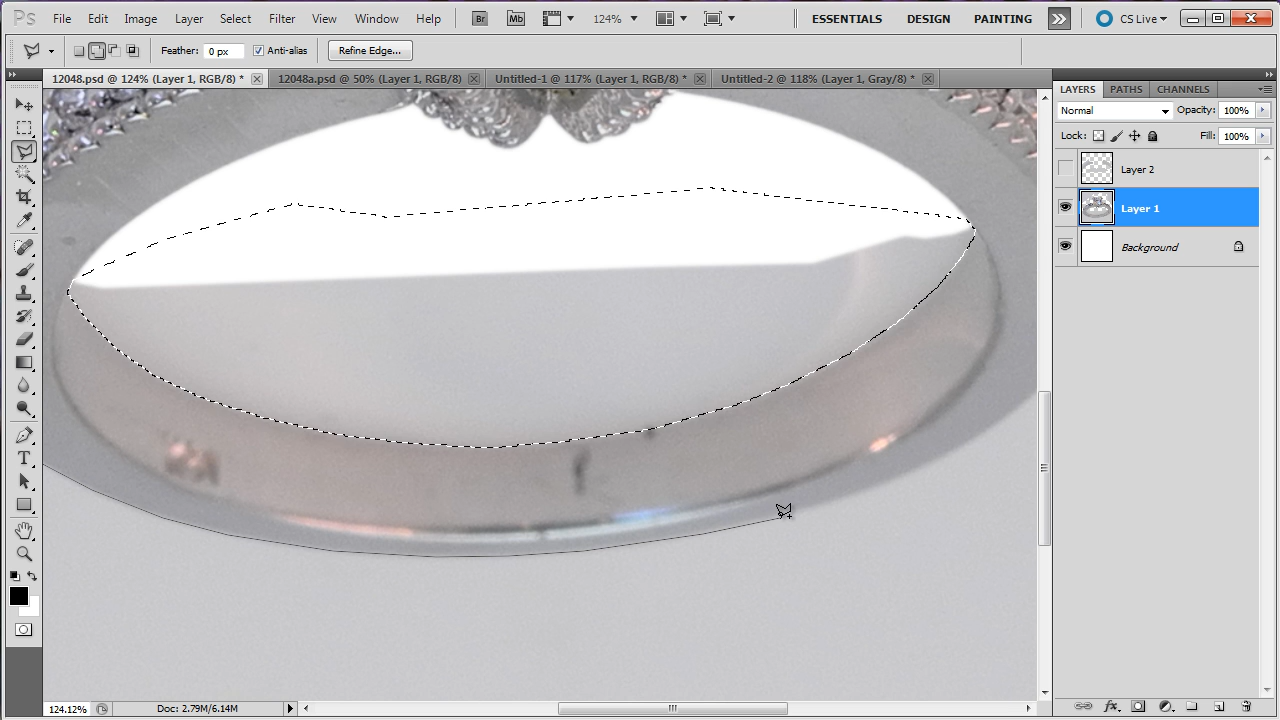 Ps File Edit Image Layer Select Filter View Window Help Br Mb 124% ESSENTIALS DESIGN PAINTING CS Live
Feather: 0 px Anti-alias Refine Edge...
12048.psd @ 124% (Layer 1, RGB/8) * 12048a.psd @ 50% (Layer 1, RGB/8) Untitled-1 @ 117% (Layer 1, RGB/8) * Untitled-2 @ 118% (Layer 1, Gray/8) *
LAYERS PATHS CHANNELS
Normal Opacity: 100%
Lock: Fill: 100%
Layer 2
Layer 1
Background
T
fx
124.12% Doc: 2.79M/6.14M